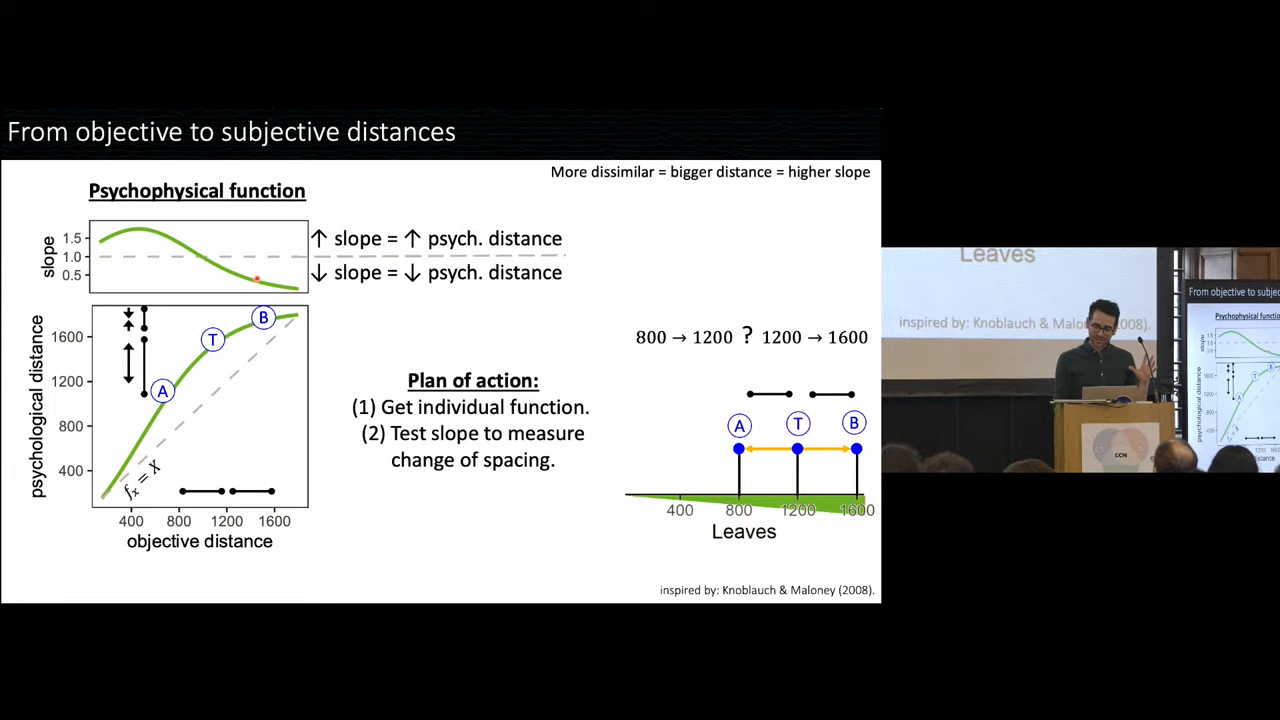 From objective to subjective distances
More dissimilar = bigger distance = higher slope
Psychophysical function
slope
1.5
1.0
0.5
↑ slope = ↑ psych. distance
↓ slope = ↓ psych. distance
psychological distance
1600
1200
800
400
A
T
B
fₓ = X
400 800 1200 1600
objective distance
Plan of action:
(1) Get individual function.
(2) Test slope to measure
change of spacing.
800 → 1200 ? 1200 → 1600
A T B
400 800 1200 1600
Leaves
inspired by: Knoblauch & Maloney (2008).
Leaves
inspired by: Knoblauch & Malo
2008).
CCN
From objective to subjec
Psychophysical functio